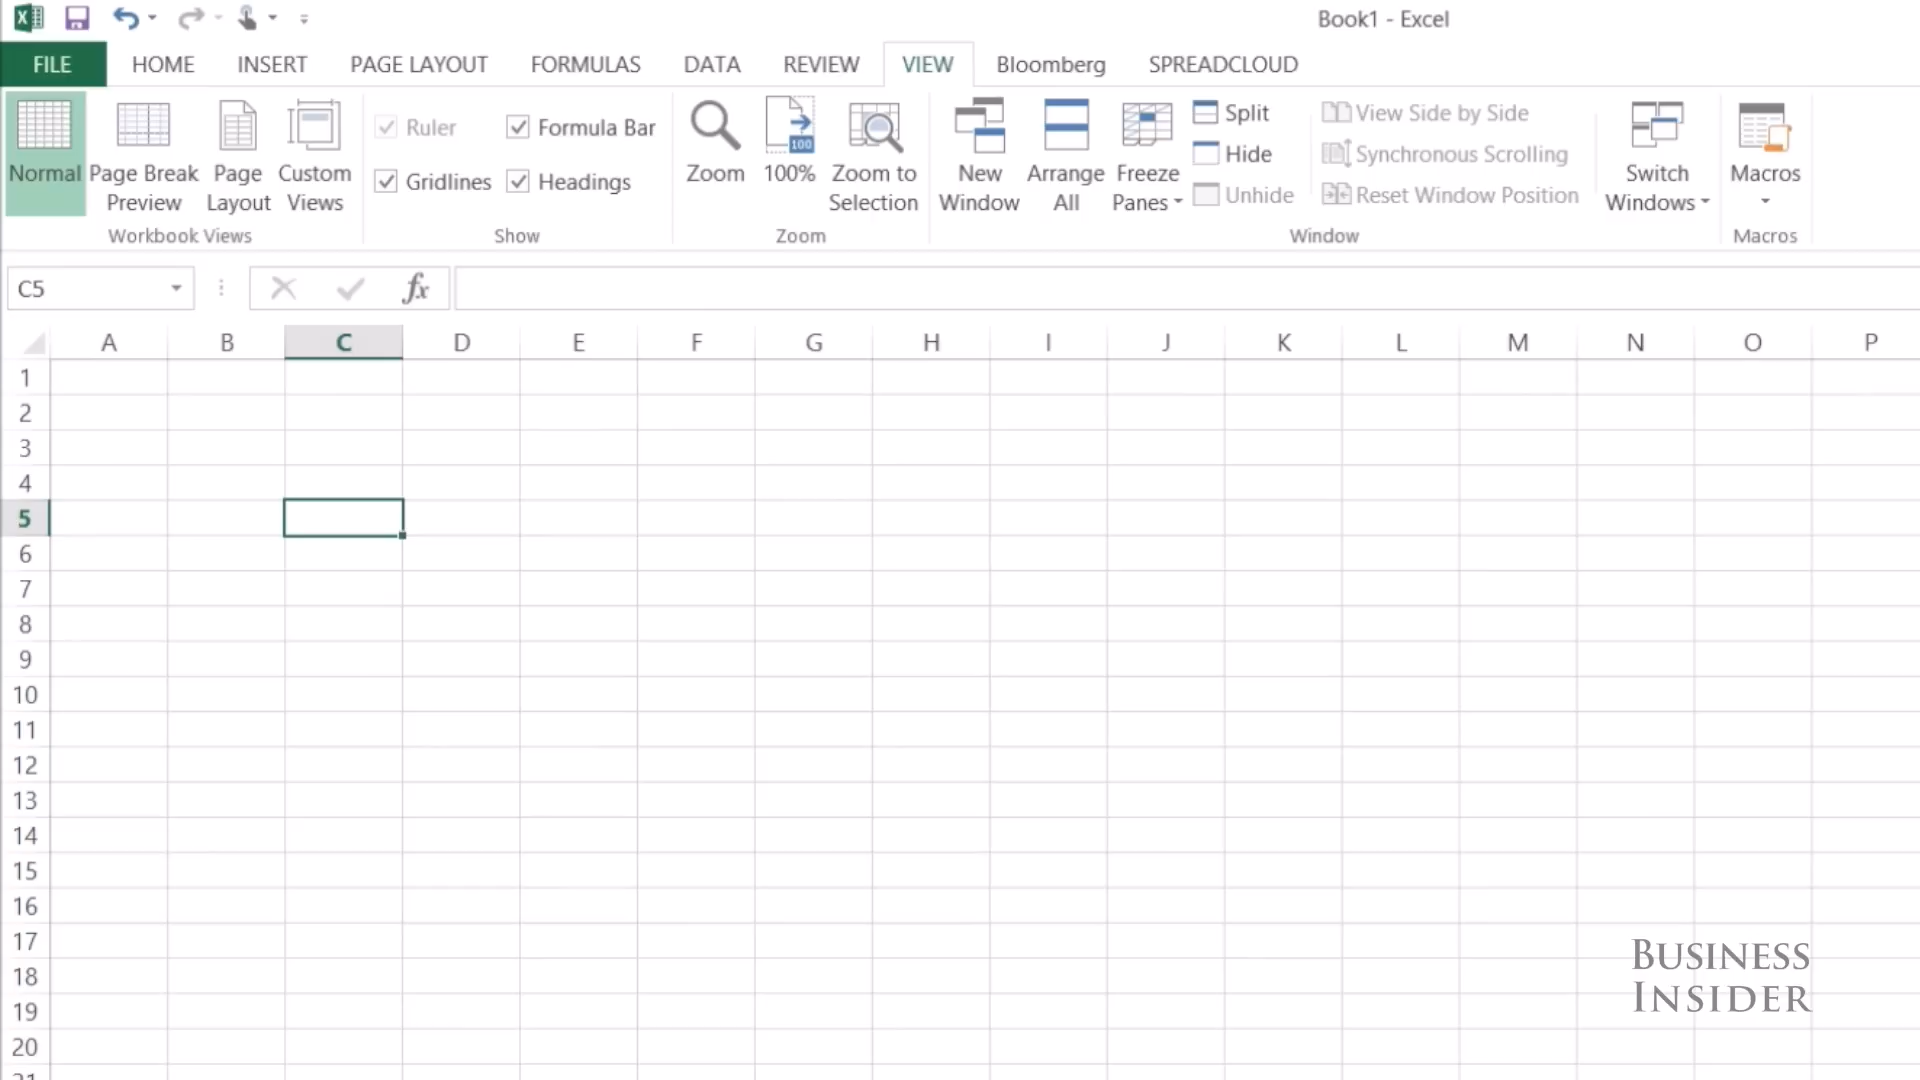 Book1 - Excel
FILE HOME INSERT PAGE LAYOUT FORMULAS DATA REVIEW VIEW Bloomberg SPREADCLOUD
Normal
Page Break
Preview
Page
Layout
Custom
Views
Workbook Views
Ruler
Formula Bar
Gridlines
Headings
Show
Zoom
100
100%
Zoom to
Selection
Zoom
New
Window
Arrange
All
Freeze
Panes
Split
Hide
Unhide
View Side by Side
Synchronous Scrolling
Reset Window Position
Switch
Windows
Window
Macros
Macros
C5
fx
A B C D E F G H I J K L M N O P
1
2
3
4
5
6
7
8
9
10
11
12
13
14
15
16
17
18
19
20
BUSINESS
INSIDER